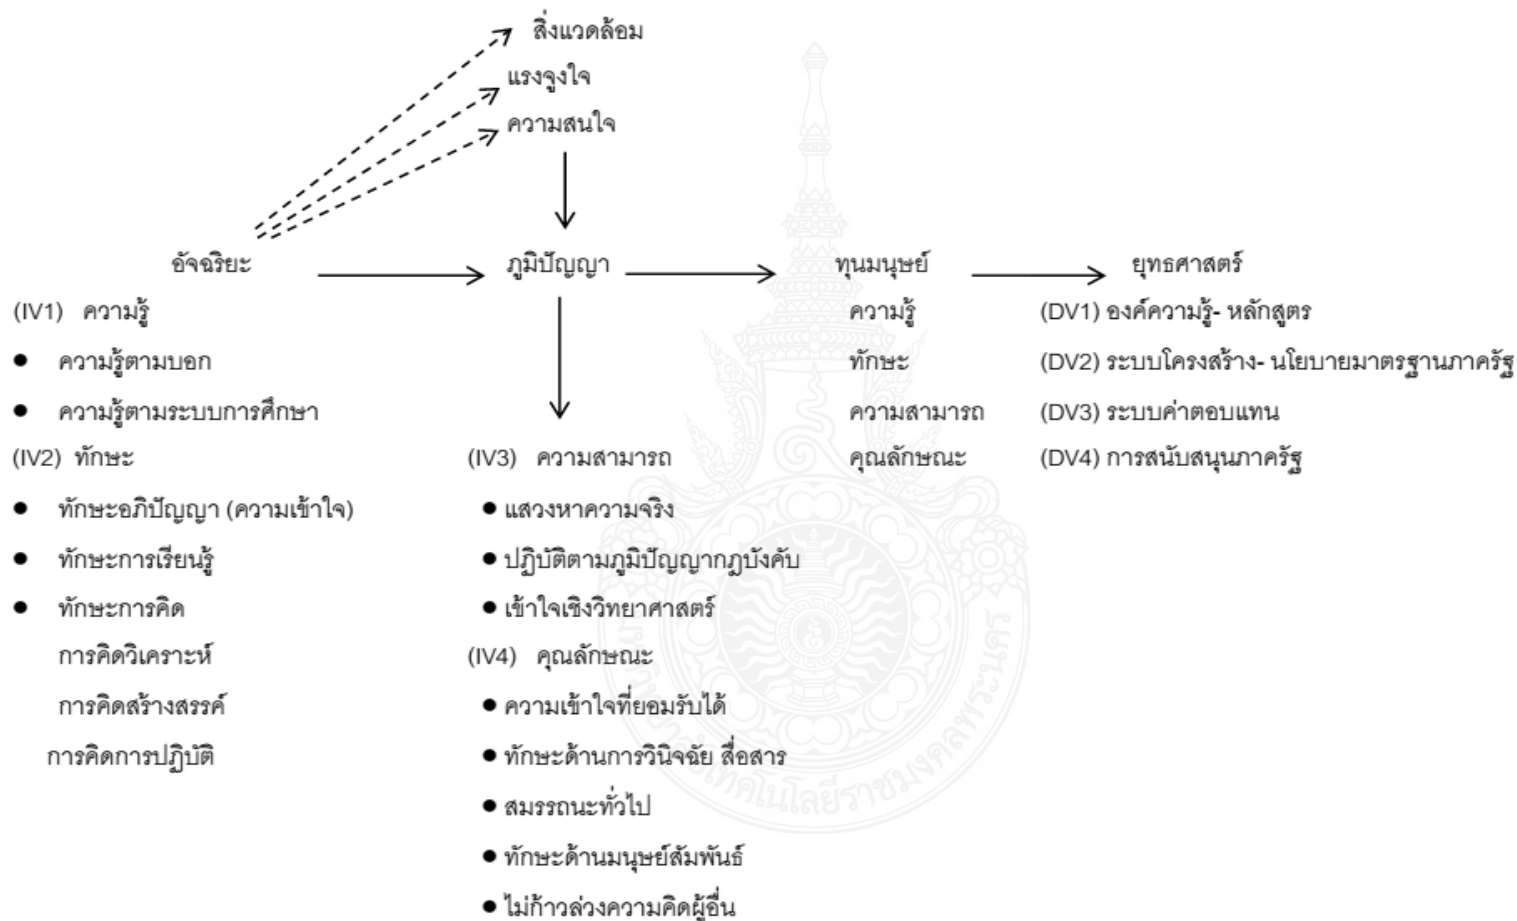 สิ่งแวดล้อม
แรงจูงใจ
ความสนใจ
อัจฉริยะ
ภูมิปัญญา
ทุนมนุษย์
ยุทธศาสตร์
(IV1) ความรู้
● ความรู้ตามบอก
● ความรู้ตามระบบการศึกษา
(IV2) ทักษะ
● ทักษะอภิปัญญา (ความเข้าใจ)
● ทักษะการเรียนรู้
● ทักษะการคิด
การคิดวิเคราะห์
การคิดสร้างสรรค์
การคิดการปฏิบัติ
(IV3) ความสามารถ
● แสวงหาความจริง
● ปฏิบัติตามภูมิปัญญากฎบังคับ
● เข้าใจเชิงวิทยาศาสตร์
(IV4) คุณลักษณะ
● ความเข้าใจที่ยอมรับได้
● ทักษะด้านการวินิจฉัย สื่อสาร
● สมรรถนะทั่วไป
● ทักษะด้านมนุษย์สัมพันธ์
● ไม่ก้าวล่วงความคิดผู้อื่น
ความรู้
ทักษะ
ความสามารถ
คุณลักษณะ
(DV1) องค์ความรู้- หลักสูตร
(DV2) ระบบโครงสร้าง- นโยบายมาตรฐานภาครัฐ
(DV3) ระบบค่าตอบแทน
(DV4) การสนับสนุนภาครัฐ